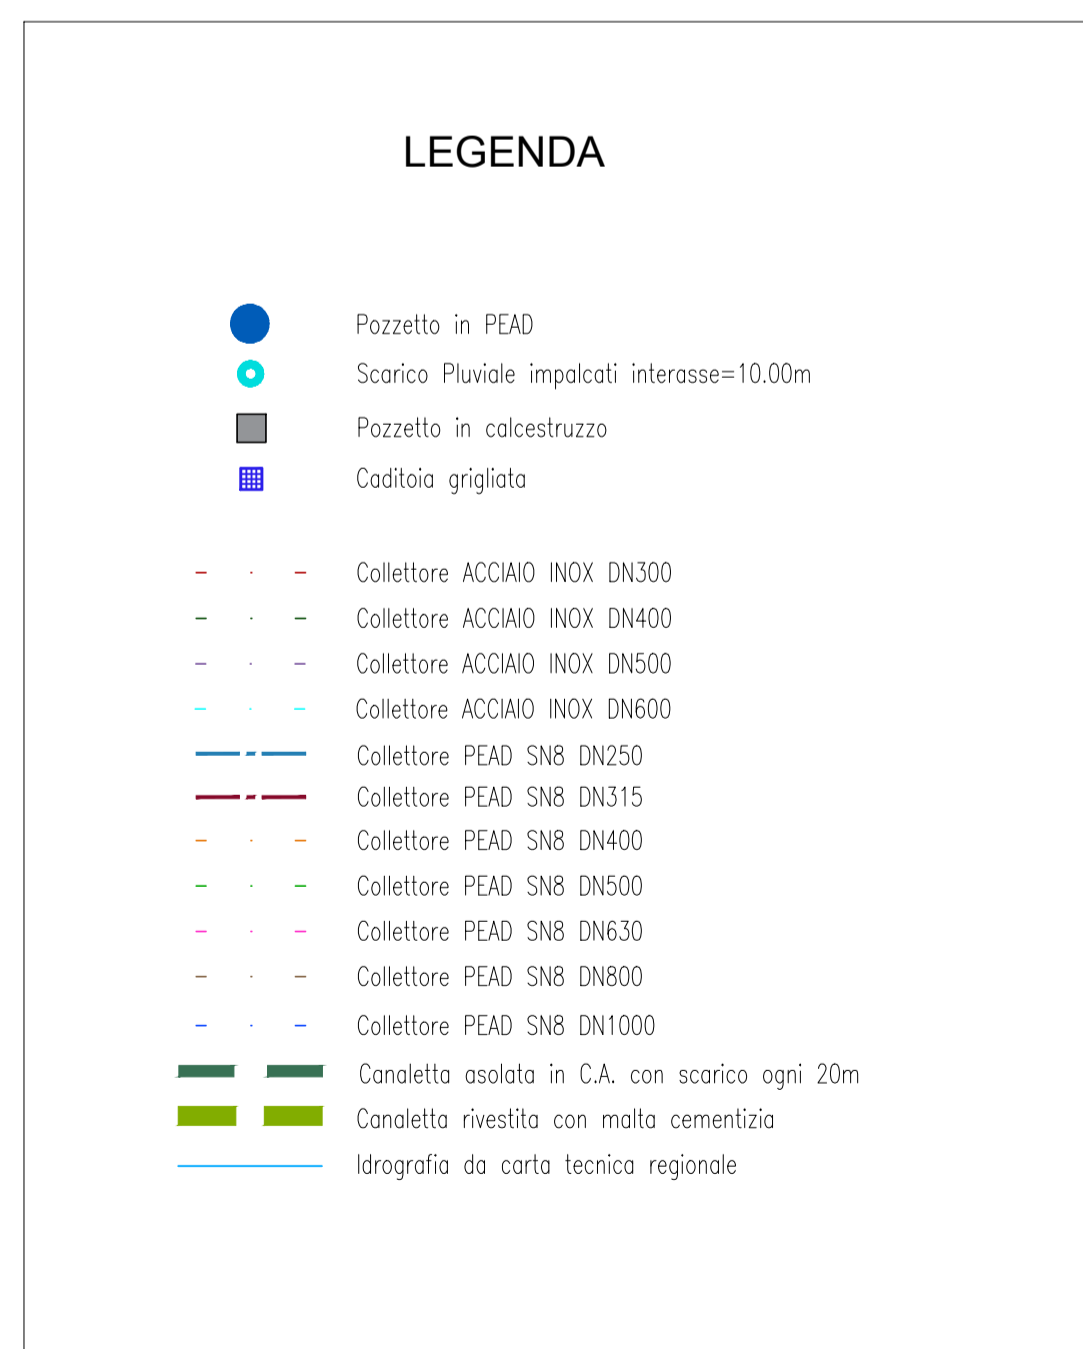 LEGENDA
Pozzetto in PEAD
Scarico Pluviale impalcati interasse=10.00m
Pozzetto in calcestruzzo
Caditoia grigliata
Collettore ACCIAIO INOX DN300
Collettore ACCIAIO INOX DN400
Collettore ACCIAIO INOX DN500
Collettore ACCIAIO INOX DN600
Collettore PEAD SN8 DN250
Collettore PEAD SN8 DN315
Collettore PEAD SN8 DN400
Collettore PEAD SN8 DN500
Collettore PEAD SN8 DN630
Collettore PEAD SN8 DN800
Collettore PEAD SN8 DN1000
Canaletta asolata in C.A. con scarico ogni 20m
Canaletta rivestita con malta cementizia
Idrografia da carta tecnica regionale